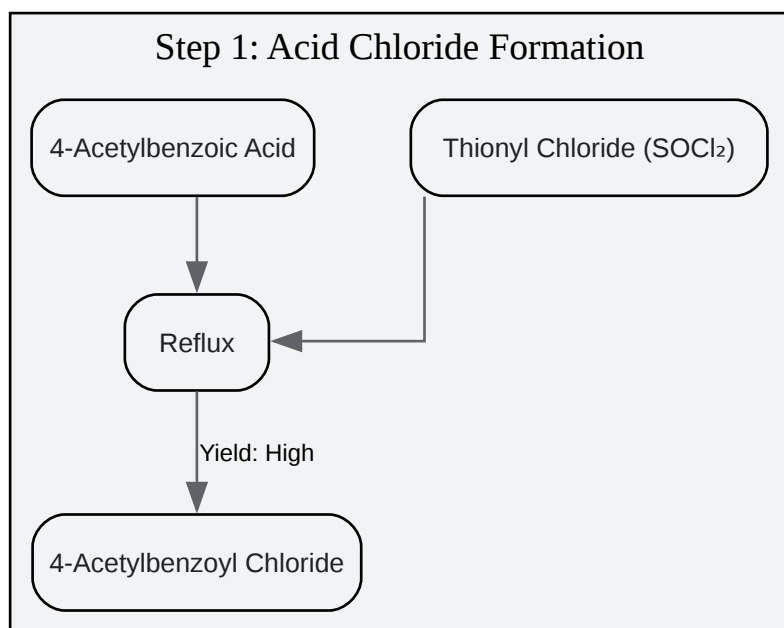 Step 1: Acid Chloride Formation
4-Acetylbenzoic Acid
Thionyl Chloride (SOCl₂)
Reflux
Yield: High
4-Acetylbenzoyl Chloride